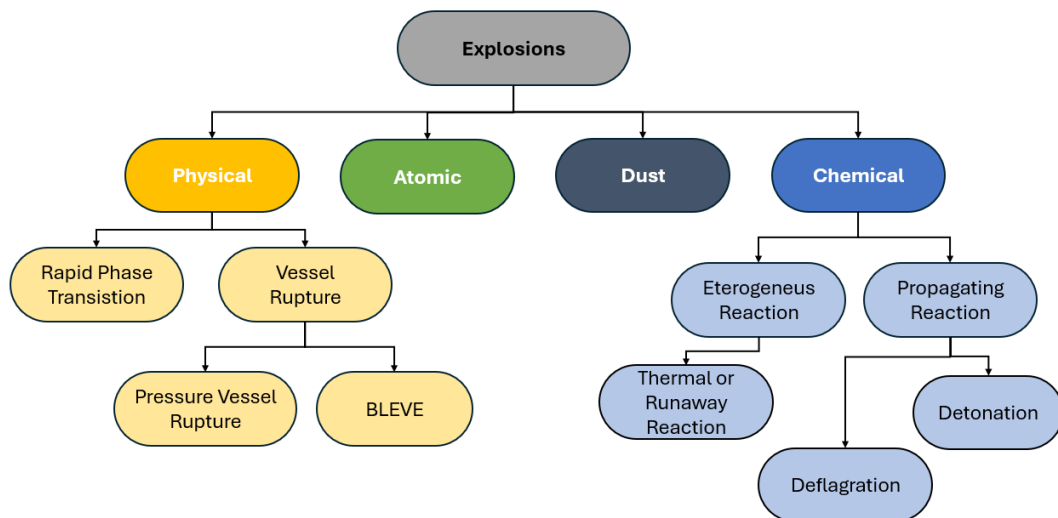 Explosions
Physical
Atomic
Dust
Chemical
Rapid Phase
Transistion
Vessel
Rupture
Eterogeneus
Reaction
Propagating
Reaction
Pressure Vessel
Rupture
BLEVE
Thermal or
Runaway
Reaction
Detonation
Deflagration